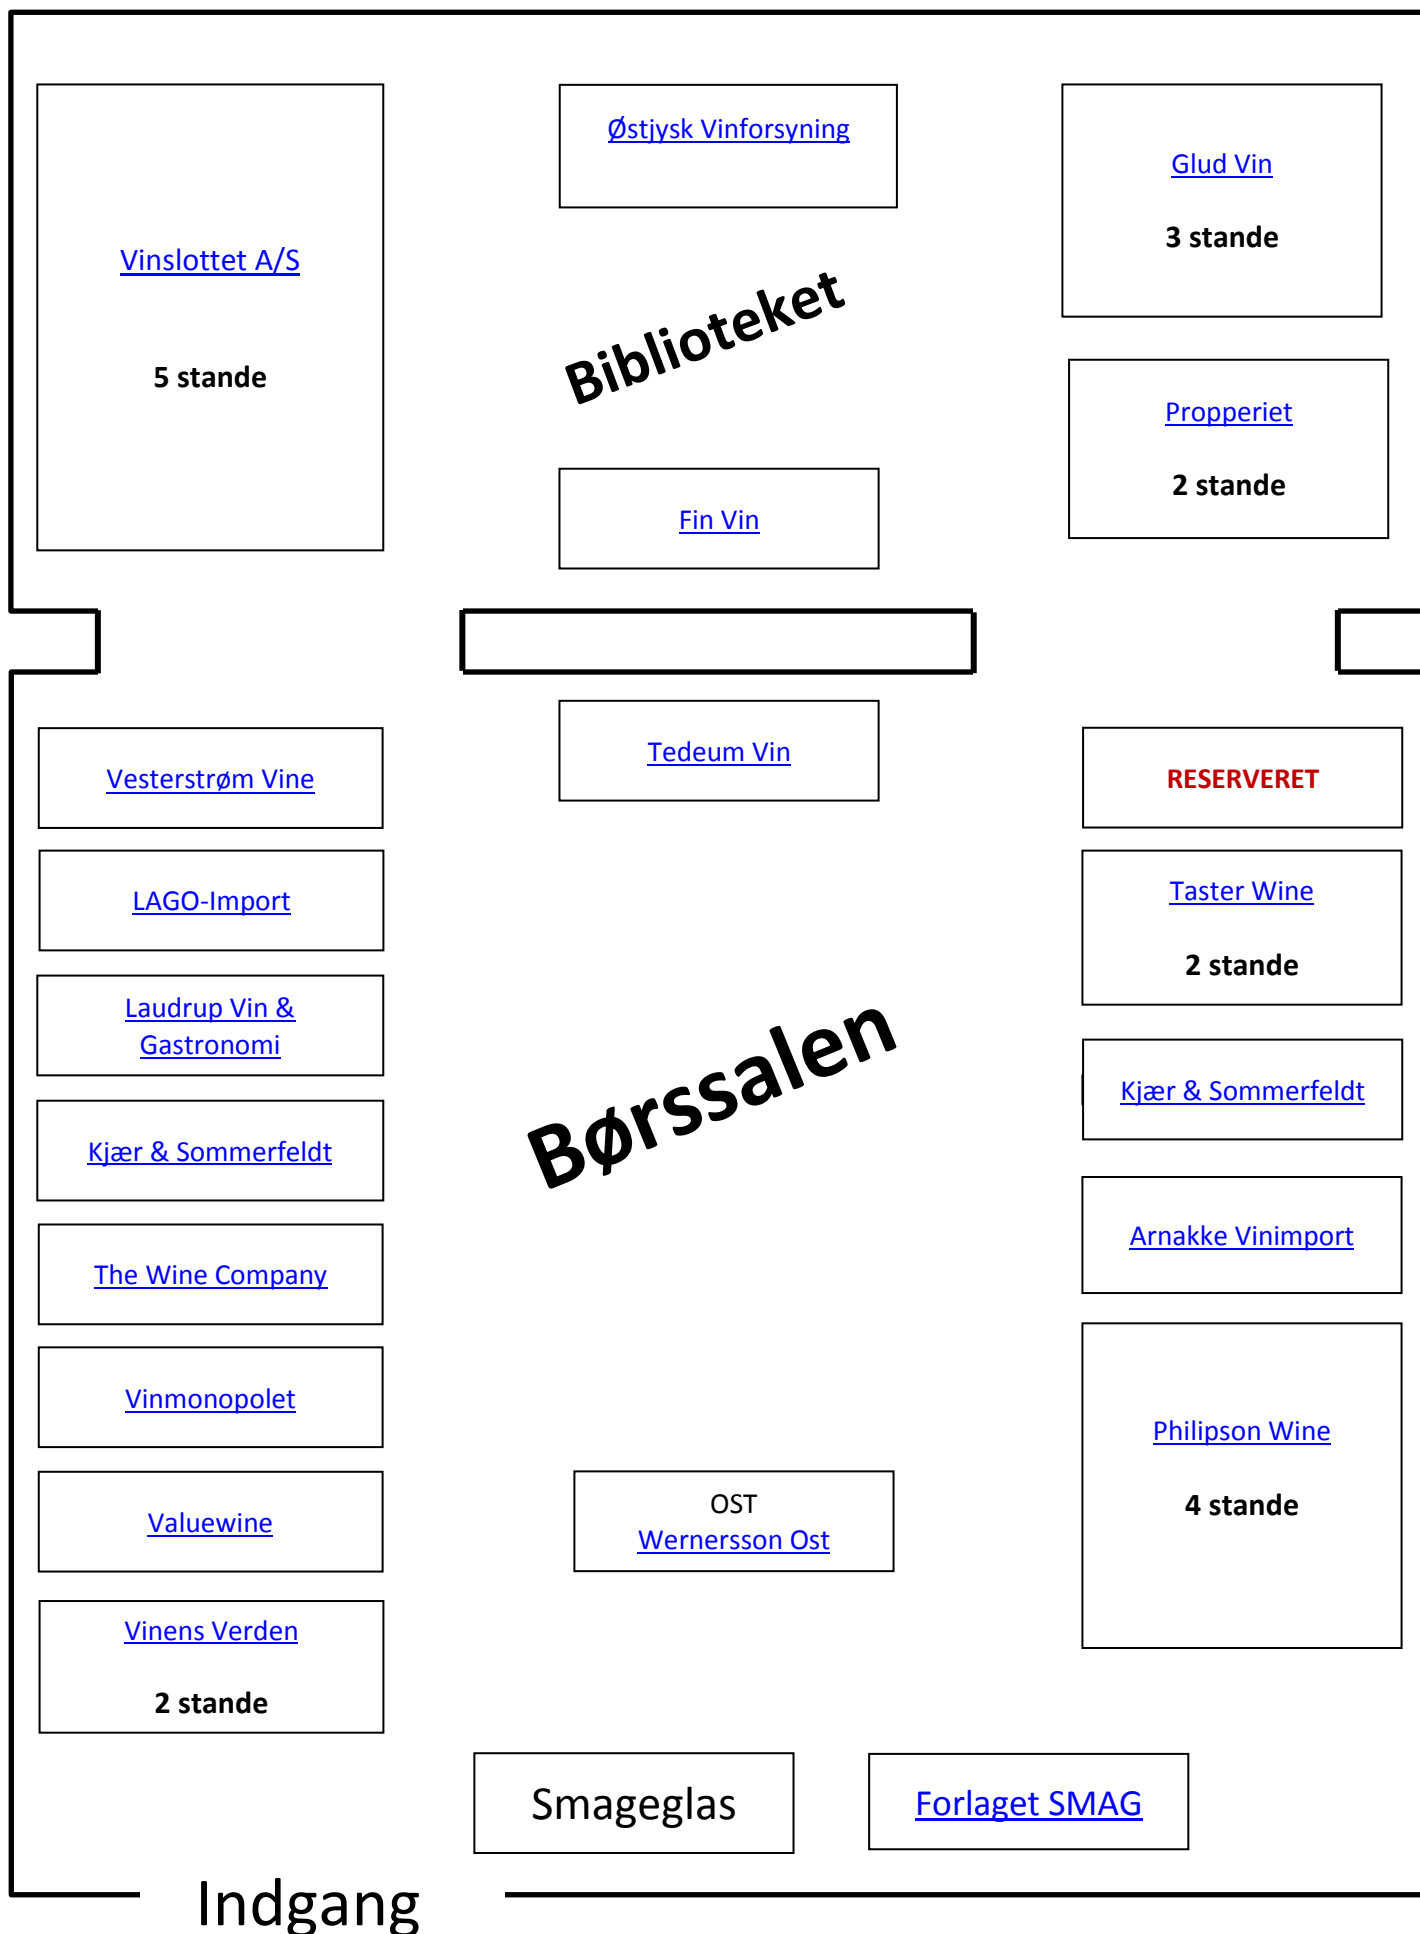 Østjysk Vinforsyning
Glud Vin
3 stande
Vinslottet A/S
5 stande
Biblioteket
Propperiet
2 stande
Fin Vin
Tedeum Vin
Vesterstrøm Vine
RESERVERET
LAGO-Import
Taster Wine
2 stande
Laudrup Vin &
Gastronomi
Børssalen
Kjær & Sommerfeldt
Kjær & Sommerfeldt
The Wine Company
Arnakke Vinimport
Vinmonopolet
Philipson Wine
4 stande
Valuewine
OST
Wernersson Ost
Vinens Verden
2 stande
Smageglas
Forlaget SMAG
Indgang